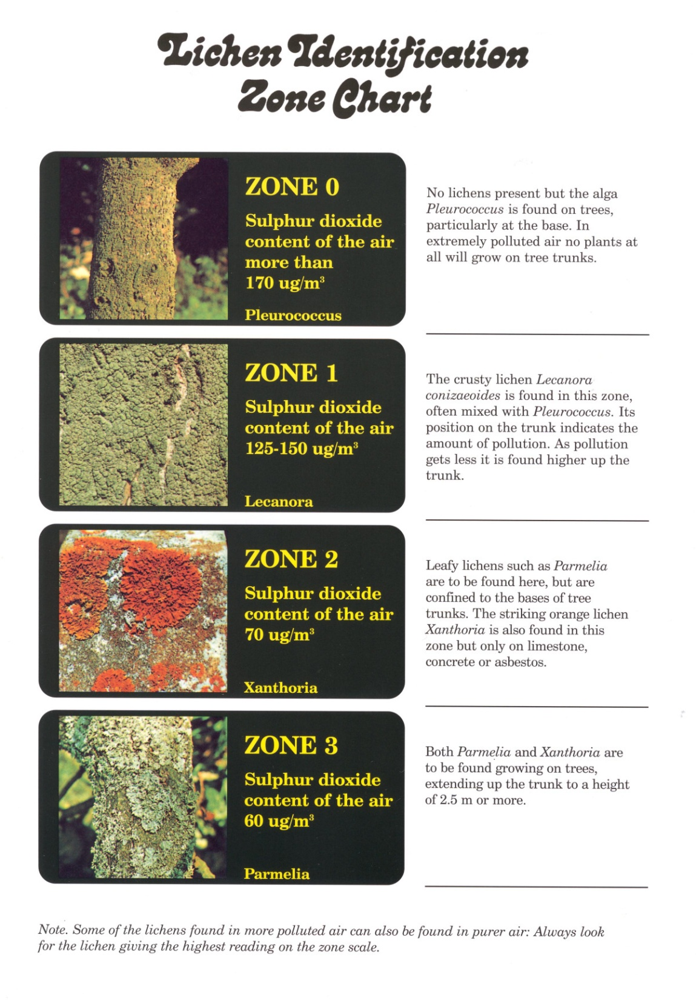 Lichen Identification
Zone Chart
ZONE 0
Sulphur dioxide
content of the air
more than
170 ug/m³
Pleurococcus
No lichens present but the alga
Pleurococcus is found on trees,
particularly at the base. In
extremely polluted air no plants at
all will grow on tree trunks.
ZONE 1
Sulphur dioxide
content of the air
125-150 ug/m³
Lecanora
The crusty lichen Lecanora
conizaeoides is found in this zone,
often mixed with Pleurococcus. Its
position on the trunk indicates the
amount of pollution. As pollution
gets less it is found higher up the
trunk.
ZONE 2
Sulphur dioxide
content of the air
70 ug/m³
Xanthoria
Leafy lichens such as Parmelia
are to be found here, but are
confined to the bases of tree
trunks. The striking orange lichen
Xanthoria is also found in this
zone but only on limestone,
concrete or asbestos.
ZONE 3
Sulphur dioxide
content of the air
60 ug/m³
Parmelia
Both Parmelia and Xanthoria are
to be found growing on trees,
extending up the trunk to a height
of 2.5 m or more.
Note. Some of the lichens found in more polluted air can also be found in purer air: Always look
for the lichen giving the highest reading on the zone scale.